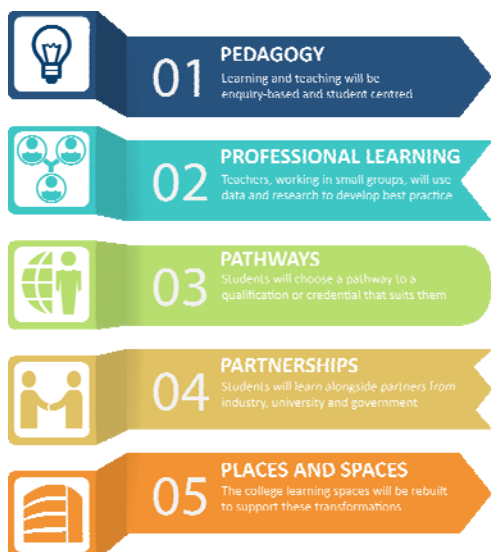 01
PEDAGOGY
Learning and teaching will be
enquiry-based and student centred
02
PROFESSIONAL LEARNING
Teachers, working in small groups, will use
data and research to develop best practice
03
PATHWAYS
Students will choose a pathway to a
qualification or credential that suits them
04
PARTNERSHIPS
Students will learn alongside partners from
industry, university and government
05
PLACES AND SPACES
The college learning spaces will be rebuilt
to support these transformations